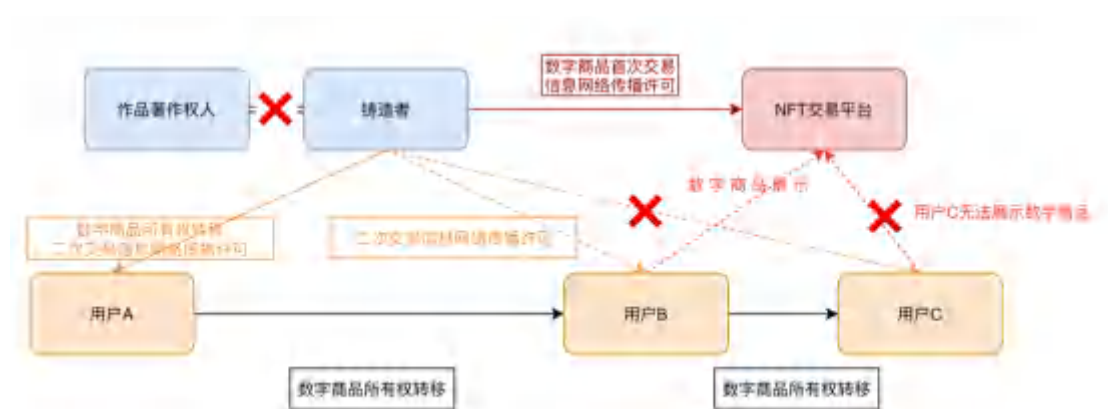 数字商品首次交易
信息网络传播许可
作品著作权人
铸造者
NFT交易平台
数字商品展示
用户C无法展示数字商品
数字商品所有权转移
二次交易信息网络传播许可
二次交易信息网络传播许可
用户A
用户B
用户C
数字商品所有权转移
数字商品所有权转移